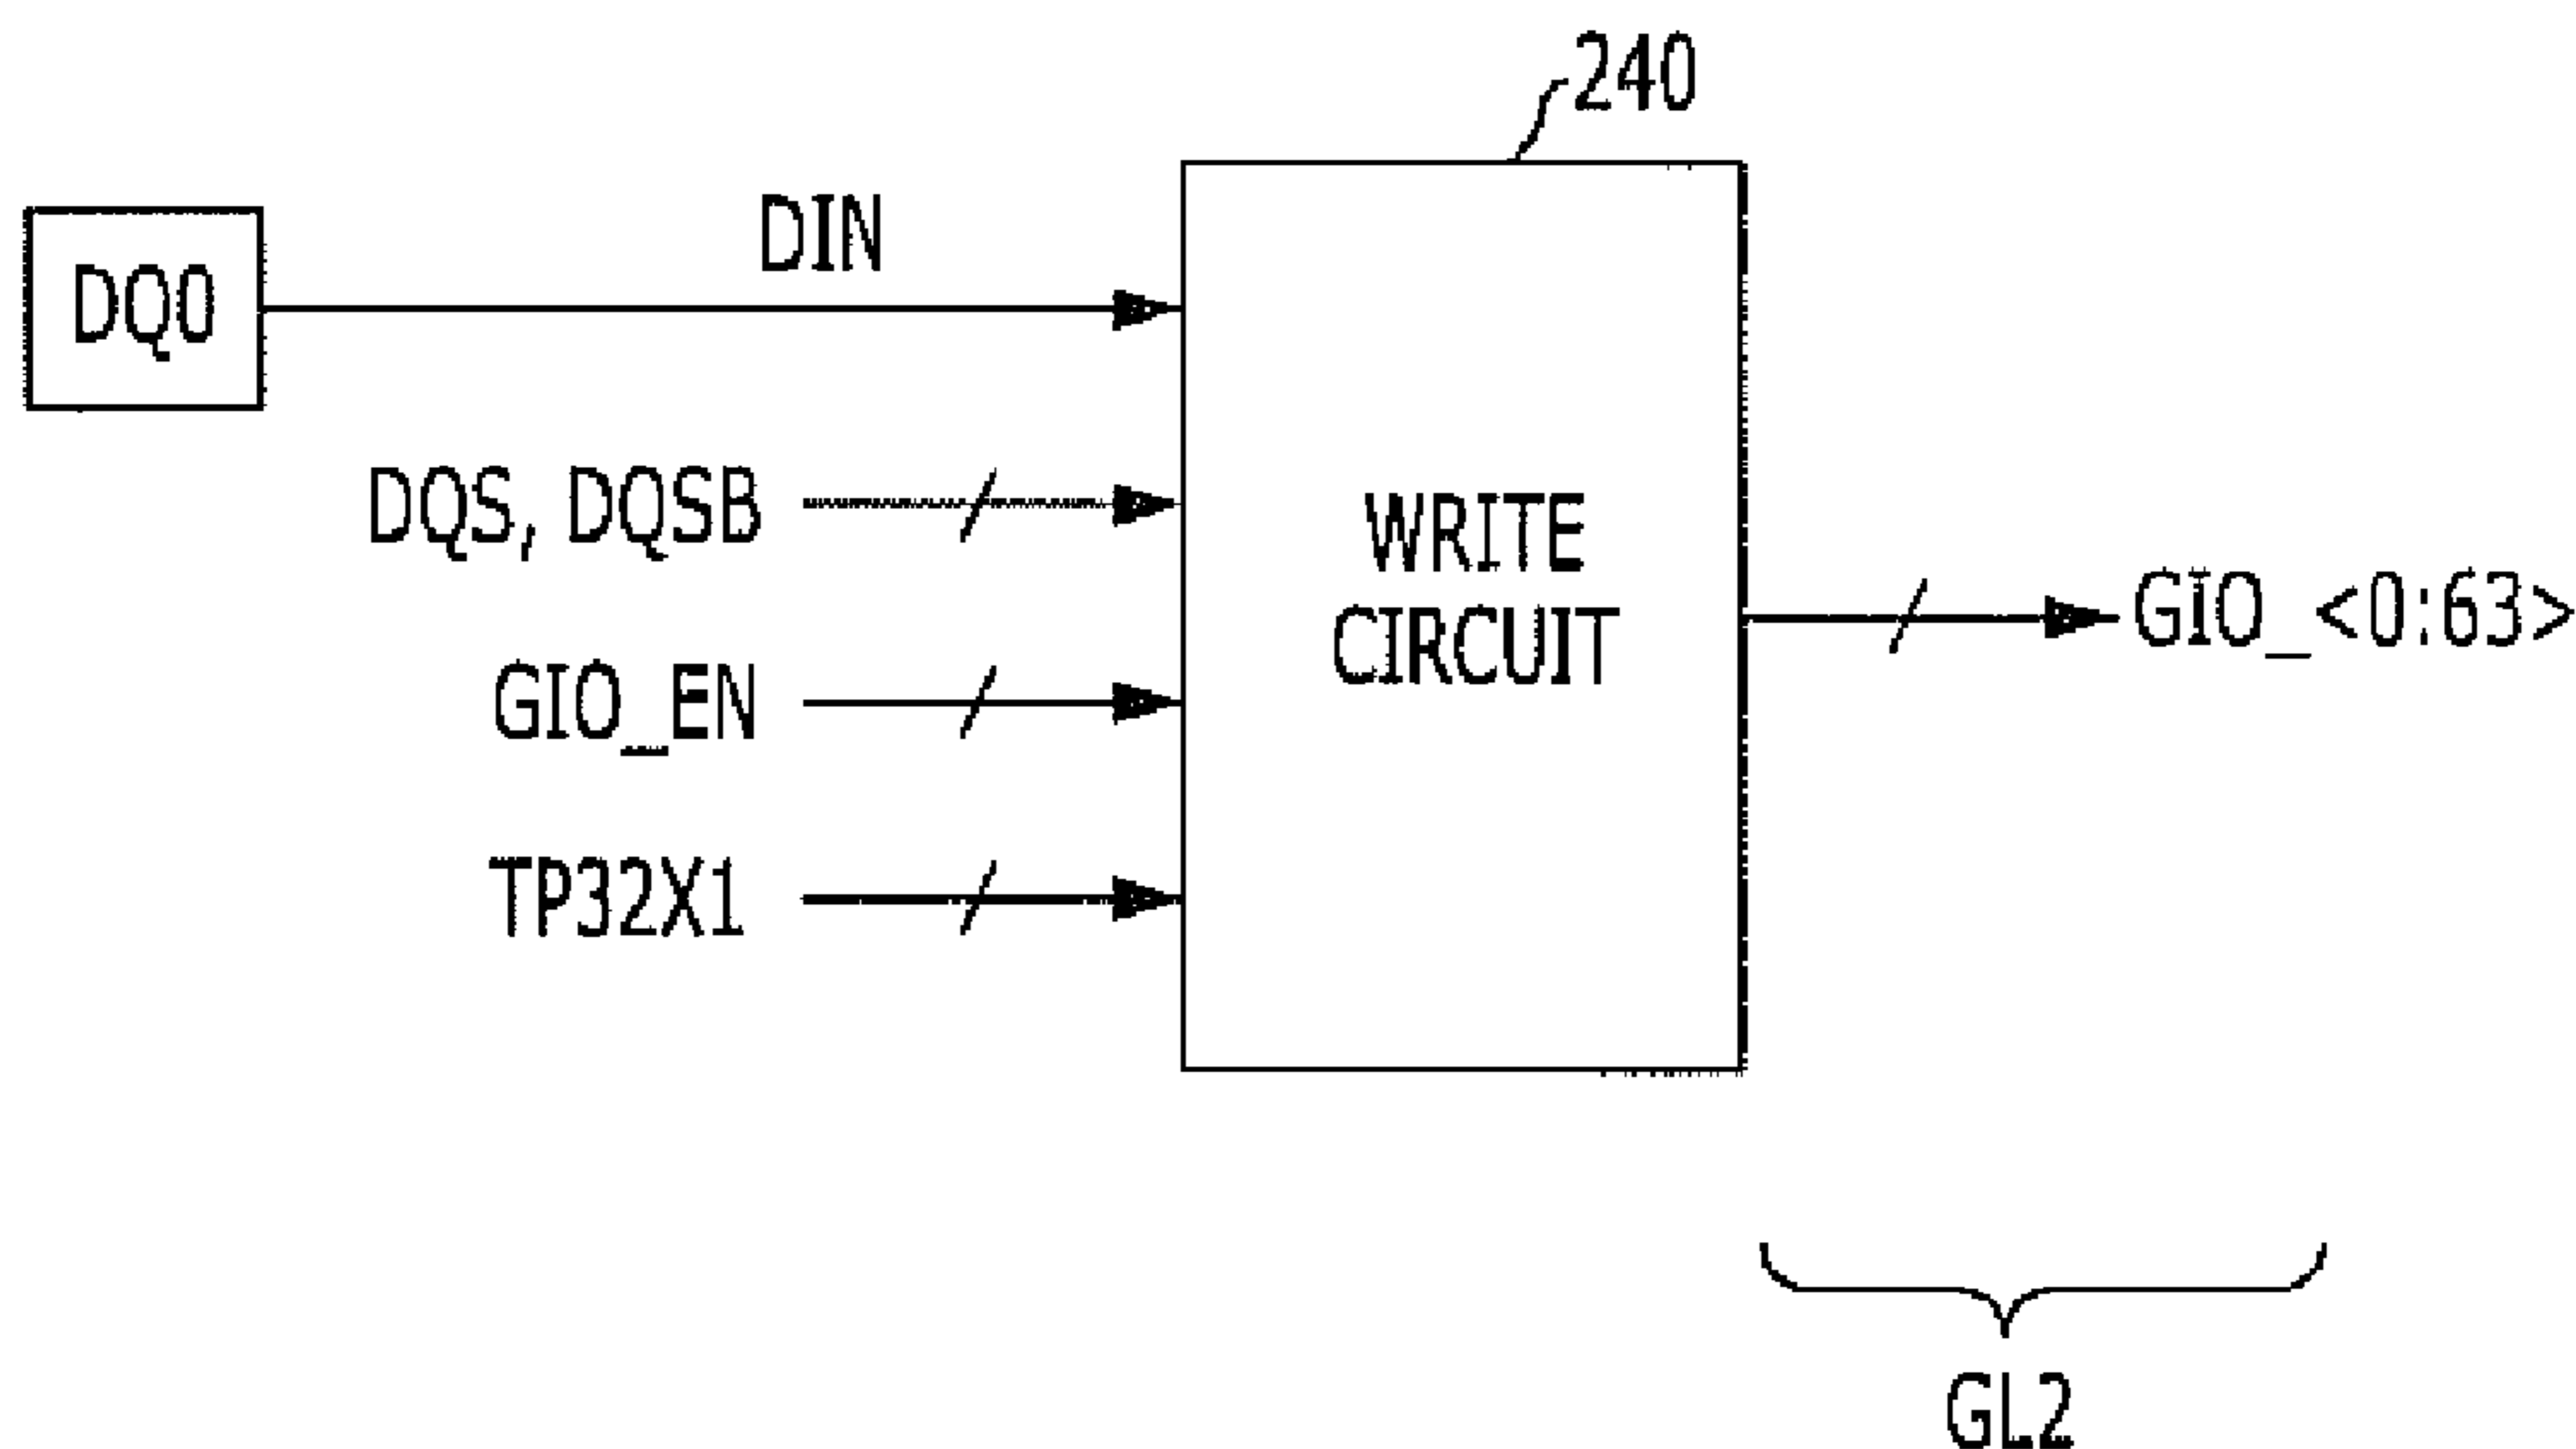 240
DIN
DQ0
DQS, DQSB
WRITE
CIRCUIT
GIO_<0:63>
GIO_EN
TP32X1
GL2